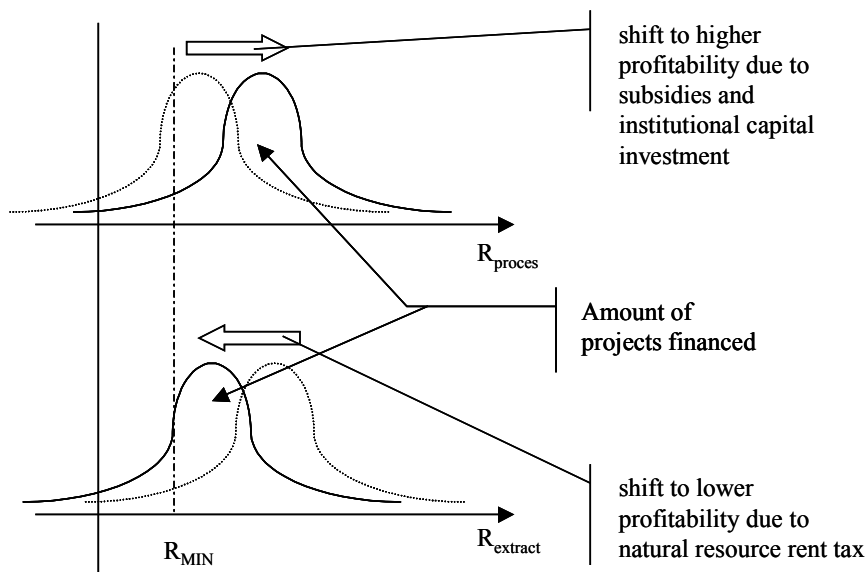 shift to higher
profitability due to
subsidies and
institutional capital
investment
R_proces
Amount of
projects financed
shift to lower
profitability due to
natural resource rent tax
R_MIN
R_extract